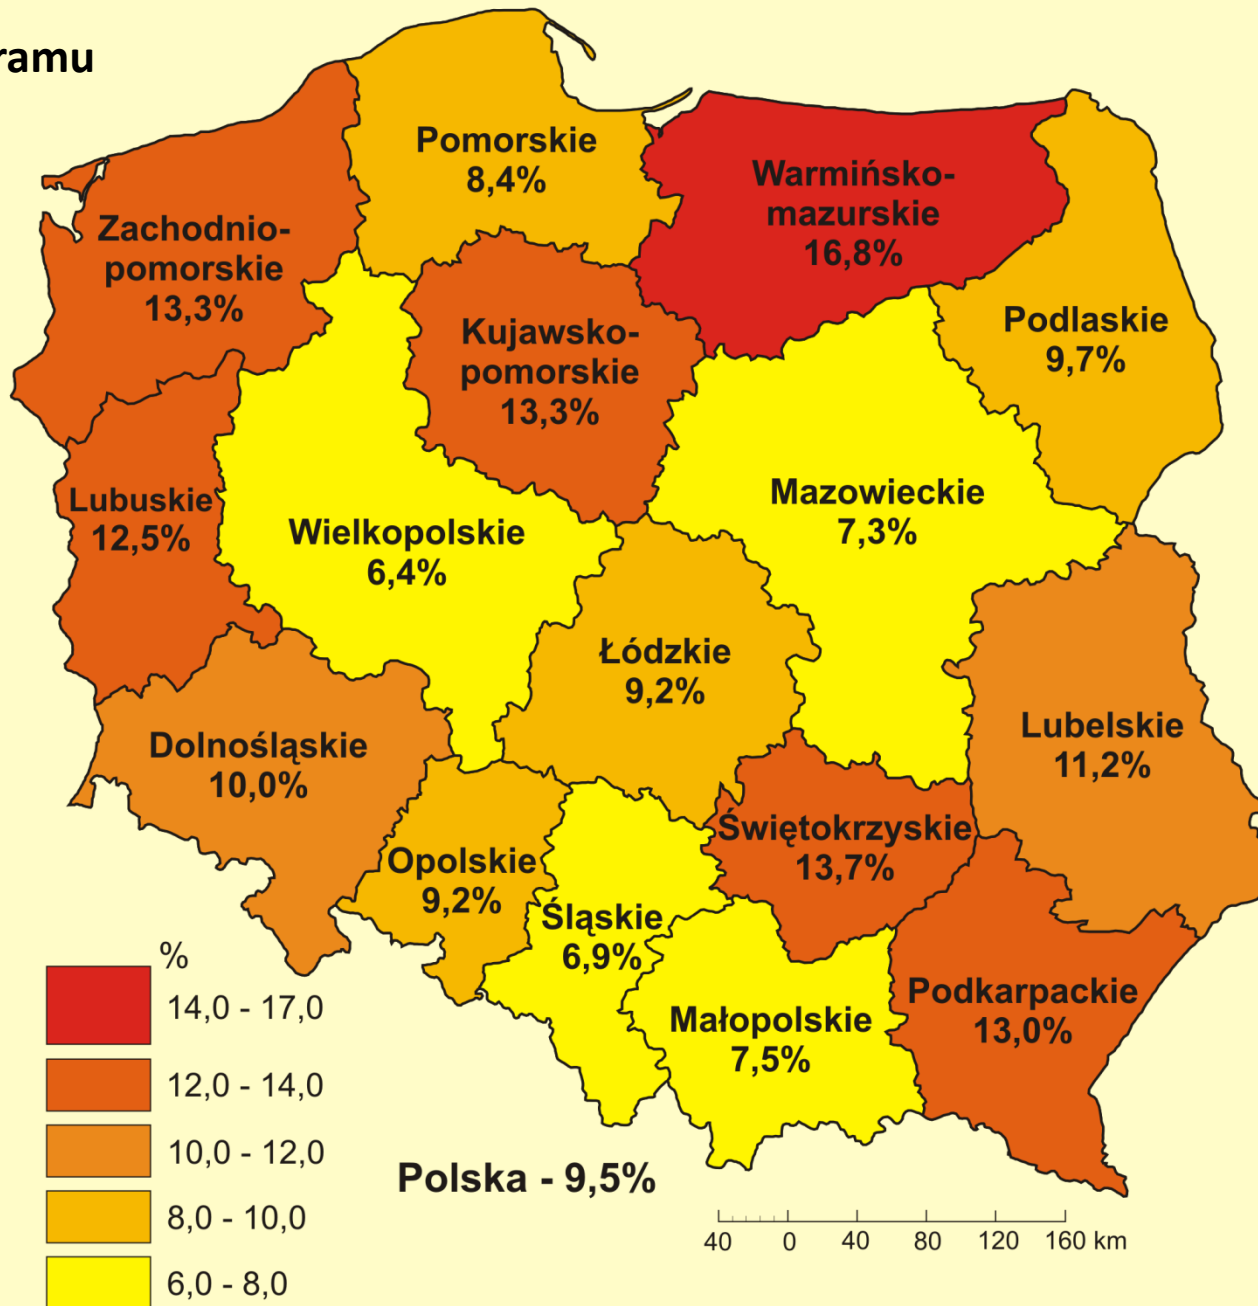 ramu
Pomorskie
8,4%
Warmińsko-
mazurskie
16,8%
Zachodnio-
pomorskie
13,3%
Kujawsko-
pomorskie
13,3%
Podlaskie
9,7%
Lubuskie
12,5%
Wielkopolskie
6,4%
Mazowieckie
7,3%
Łódzkie
9,2%
Lubelskie
11,2%
Dolnośląskie
10,0%
Opolskie
9,2%
Śląskie
6,9%
Świętokrzyskie
13,7%
Małopolskie
7,5%
Podkarpackie
13,0%
%
14,0 - 17,0
12,0 - 14,0
10,0 - 12,0
8,0 - 10,0
6,0 - 8,0
Polska - 9,5%
40 0 40 80 120 160 km